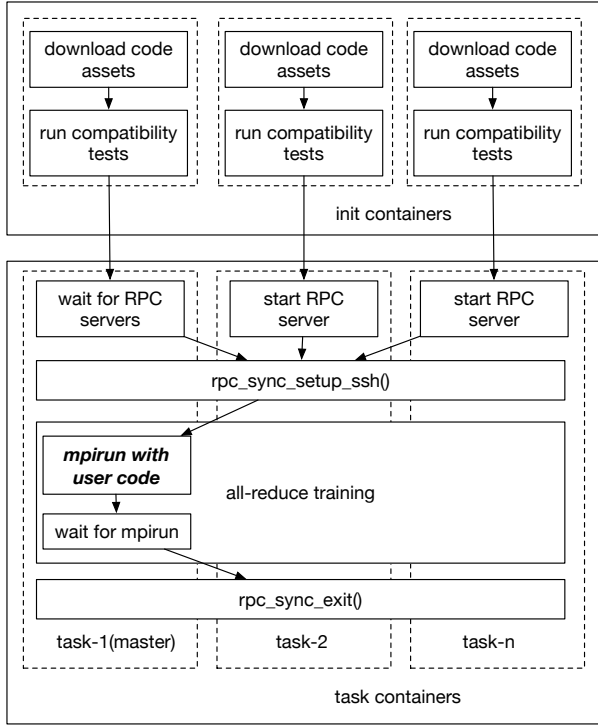 download code
assets
download code
assets
download code
assets
run compatibility
tests
run compatibility
tests
run compatibility
tests
init containers
wait for RPC
servers
start RPC
server
start RPC
server
rpc_sync_setup_ssh()
mpirun with
user code
all-reduce training
wait for mpirun
rpc_sync_exit()
task-1(master)
task-2
task-n
task containers